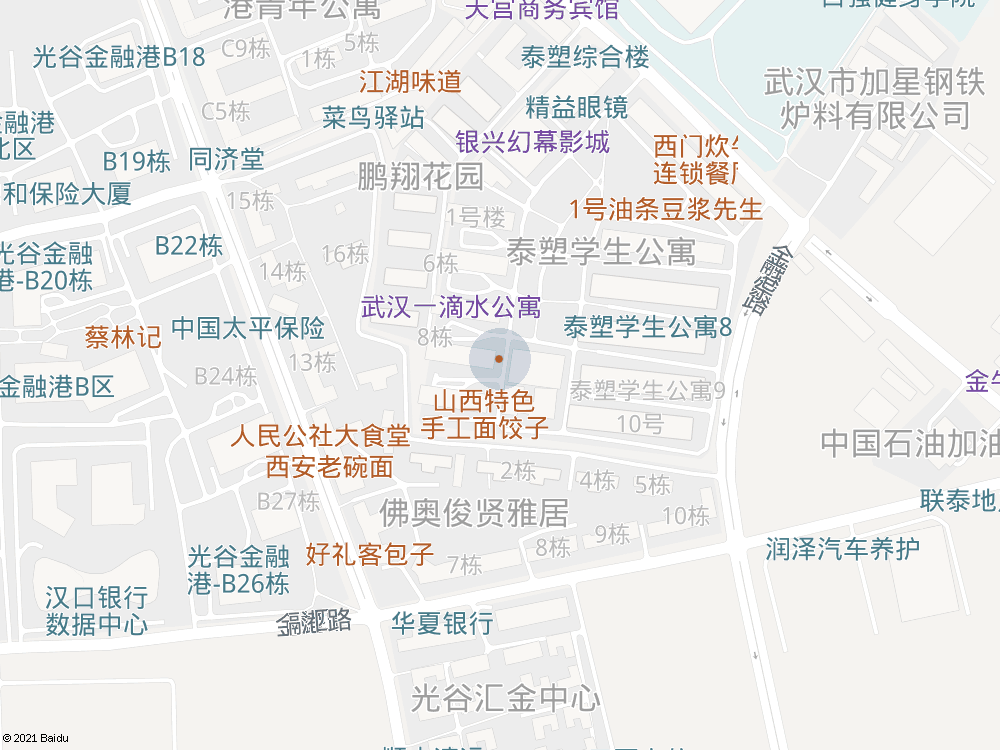 港青年公寓
天宫商务宾馆
C9栋
5栋
1栋
光谷金融港B18
泰塑综合楼
武汉市加星钢铁
炉料有限公司
江湖味道
C5栋
菜鸟驿站
精益眼镜
金融港
北区
银兴幻幕影城
西门炊牛
连锁餐厅
B19栋
同济堂
鹏翔花园
和保险大厦
15栋
1号楼
1号油条豆浆先生
B22栋
光谷金融
港-B20栋
16栋
6栋
泰塑学生公寓
14栋
金融港路
武汉一滴水公寓
蔡林记
中国太平保险
8栋
泰塑学生公寓8
13栋
金融港B区
B24栋
泰塑学生公寓9
金牛
山西特色
手工面饺子
10号
人民公社大食堂
中国石油加油
西安老碗面
2栋
4栋
5栋
B27栋
佛奥俊贤雅居
10栋
联泰地
9栋
8栋
润泽汽车养护
光谷金融
港-B26栋
好礼客包子
7栋
汉口银行
数据中心
华夏银行
光谷汇金中心
© 2021 Baidu